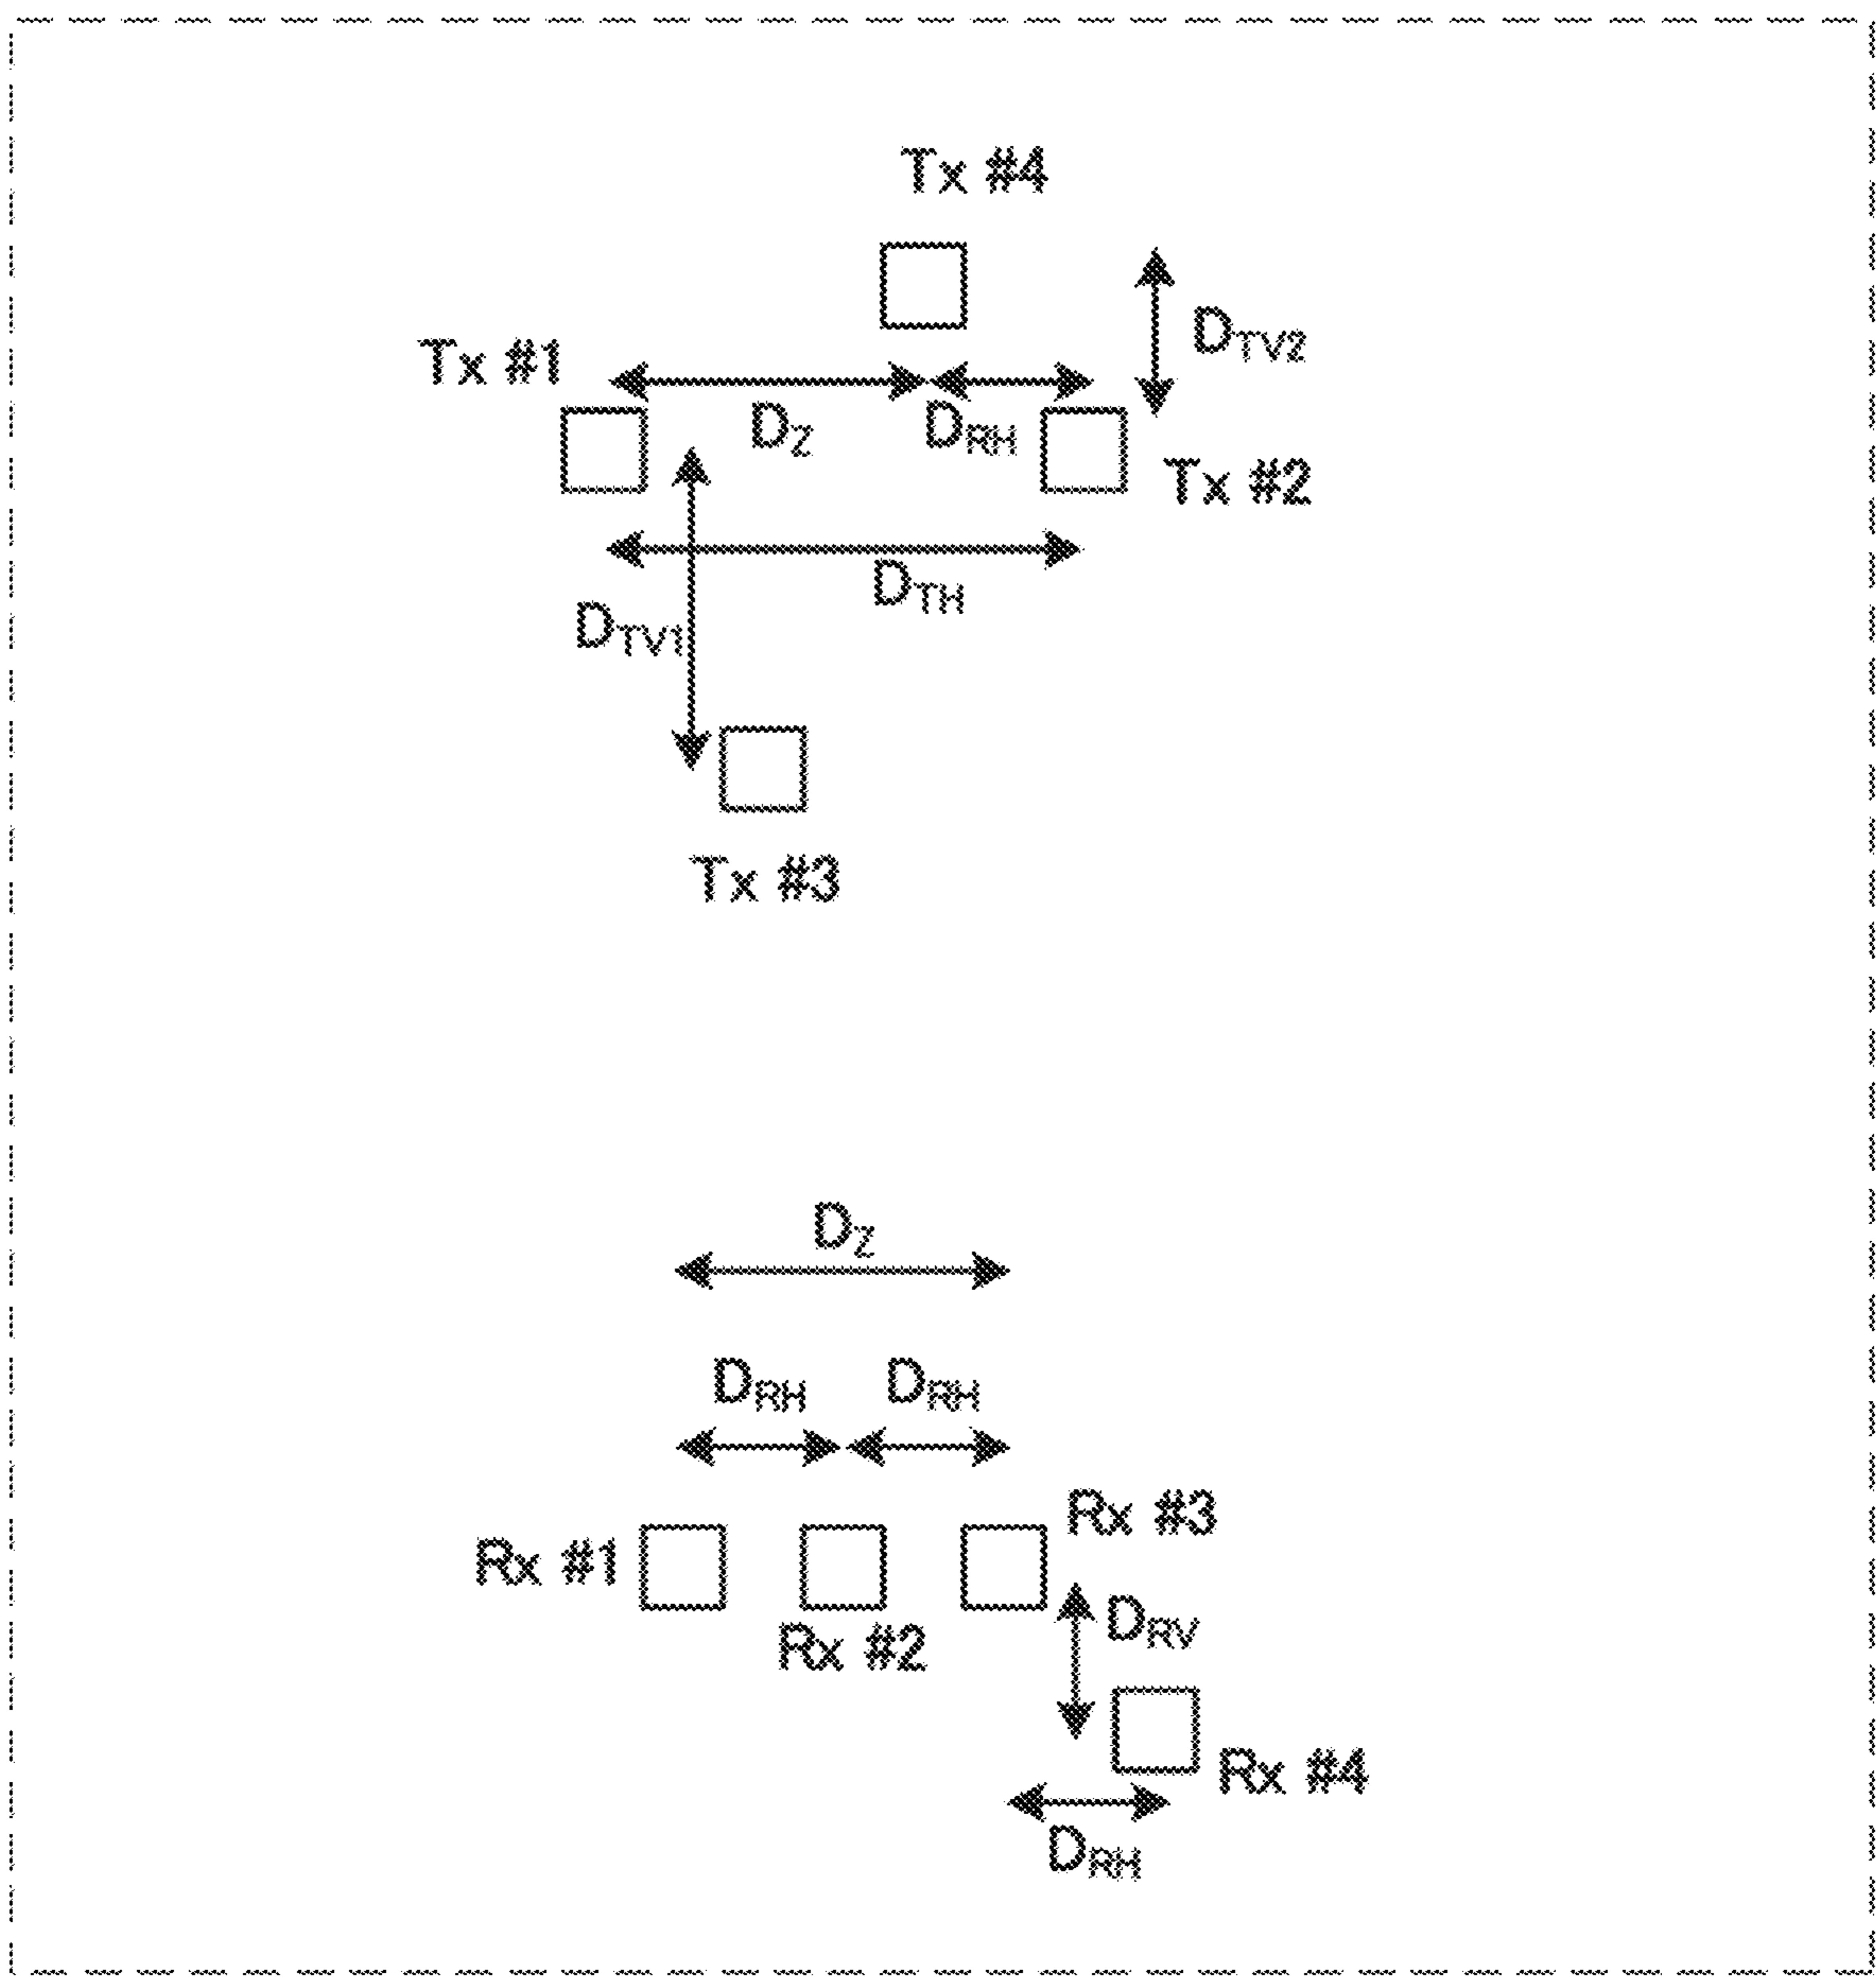 Tx #4
DTV2
Tx #1
DZ
DRH
Tx #2
DTH
DTV1
Tx #3
DZ
DRH
DRH
Rx #3
Rx #1
DRV
Rx #2
Rx #4
DRH